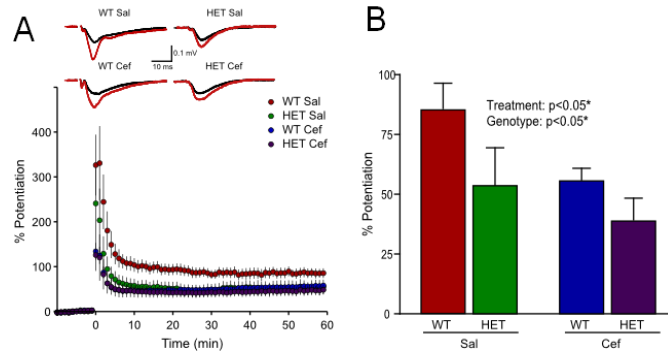 A
WT Sal
HET Sal
0.1 mV
10 ms
WT Cef
HET Cef
WT Sal
HET Sal
WT Cef
HET Cef
% Potentiation
400
300
200
100
0
0 10 20 30 40 50 60
Time (min)
B
% Potentiation
100
75
50
25
0
Treatment: p<0.05*
Genotype: p<0.05*
WT HET WT HET
Sal Cef